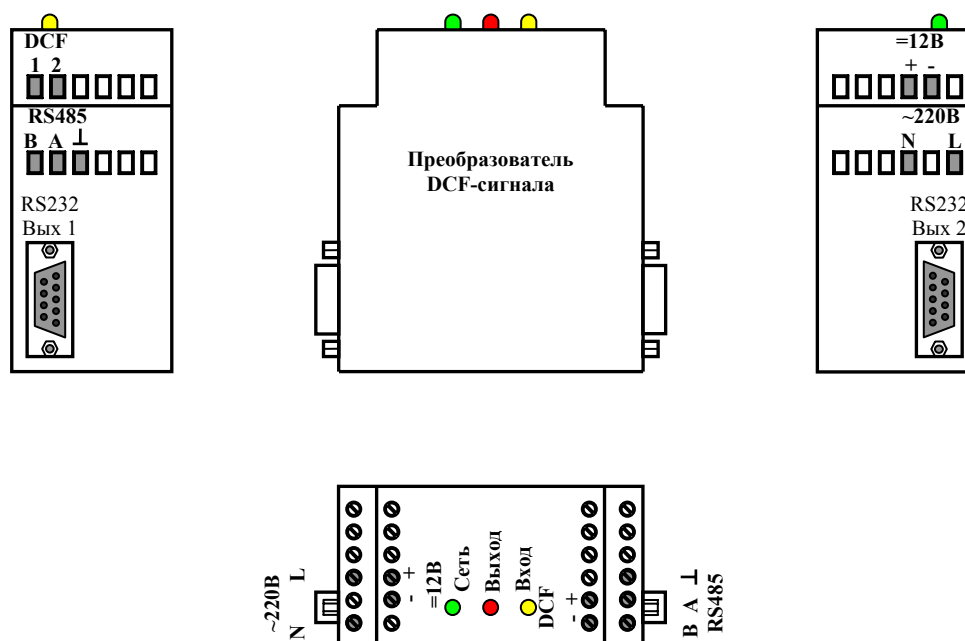 DCF
1 2
RS485
B A ⊥
RS232
Вых 1
Преобразователь
DCF-сигнала
=12В
+ -
~220В
N L
RS232
Вых 2
~220В
N L
- +
=12В
Сеть
Выход
Вход
DCF
- +
B A ⊥
RS485